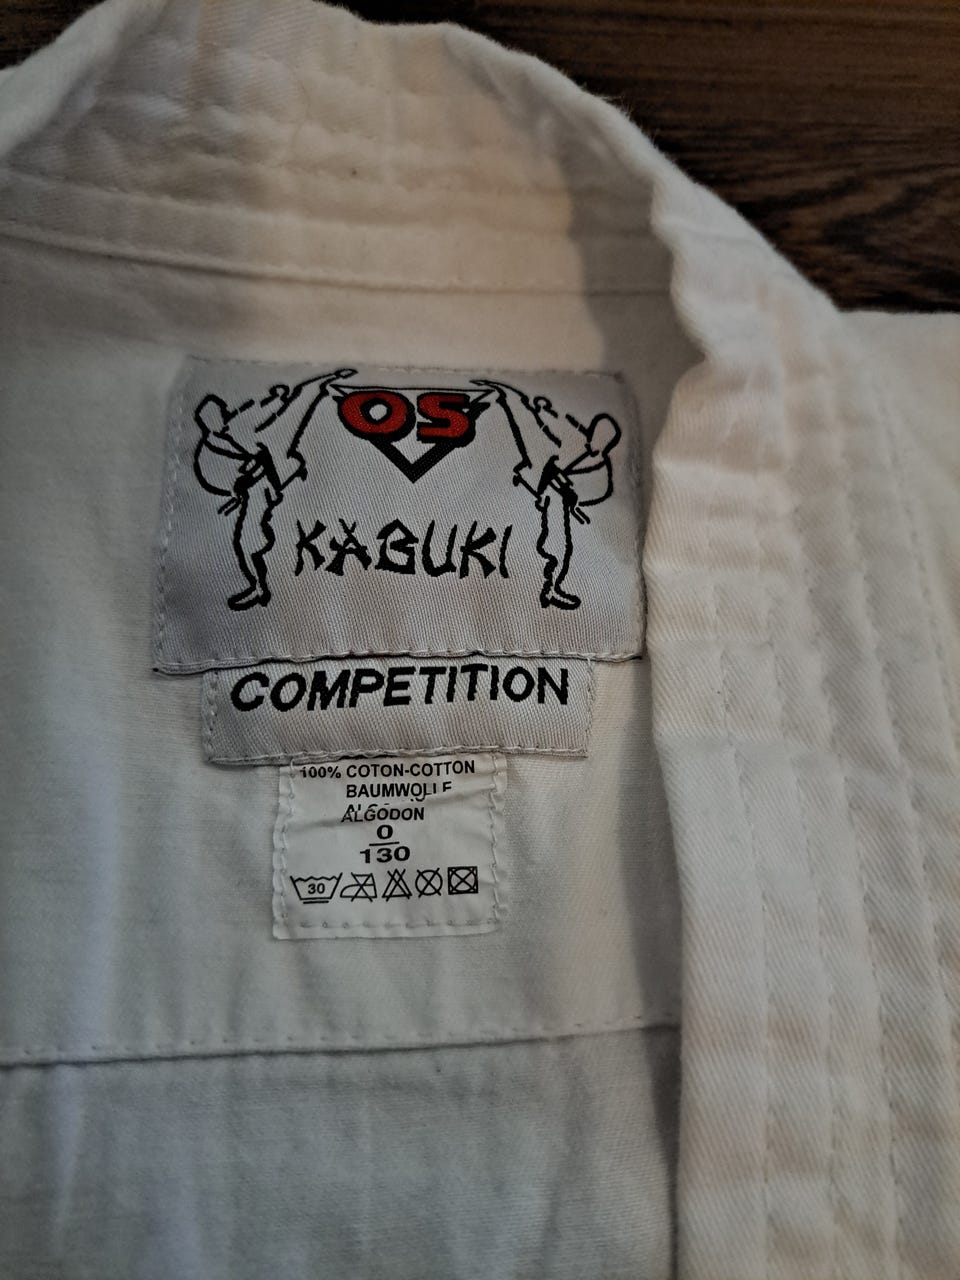 OS
KABUKI
COMPETITION
100% COTON-COTTON
BAUMWOLLE
ALGODON
0
130
30